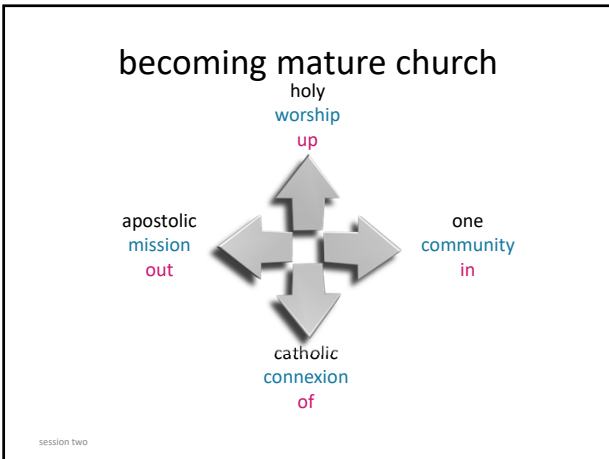 becoming mature church
holy
worship
up
apostolic
mission
out
one
community
in
catholic
connexion
of
session two